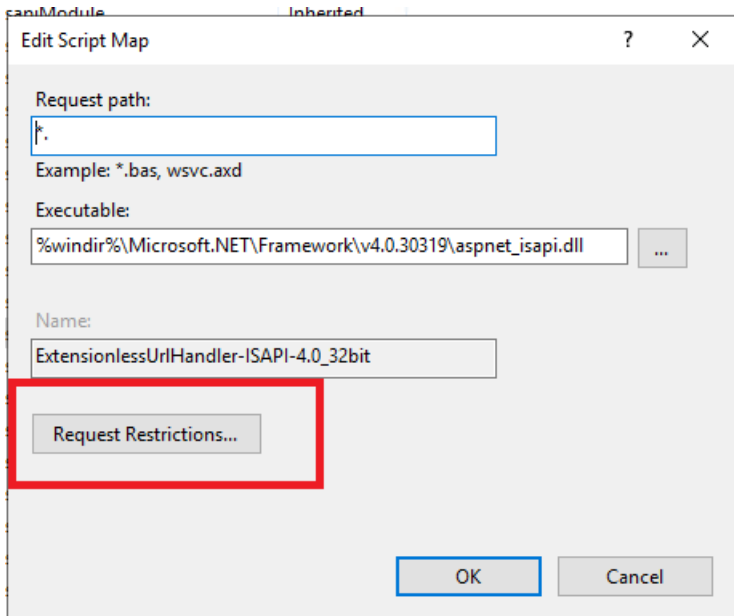 sapiModule Inherited
Edit Script Map ? ×
Request path:
*.
Example: *.bas, wsvc.axd
Executable:
%windir%\Microsoft.NET\Framework\v4.0.30319\aspnet_isapi.dll ...
Name:
ExtensionlessUrlHandler-ISAPI-4.0_32bit
Request Restrictions...
OK Cancel